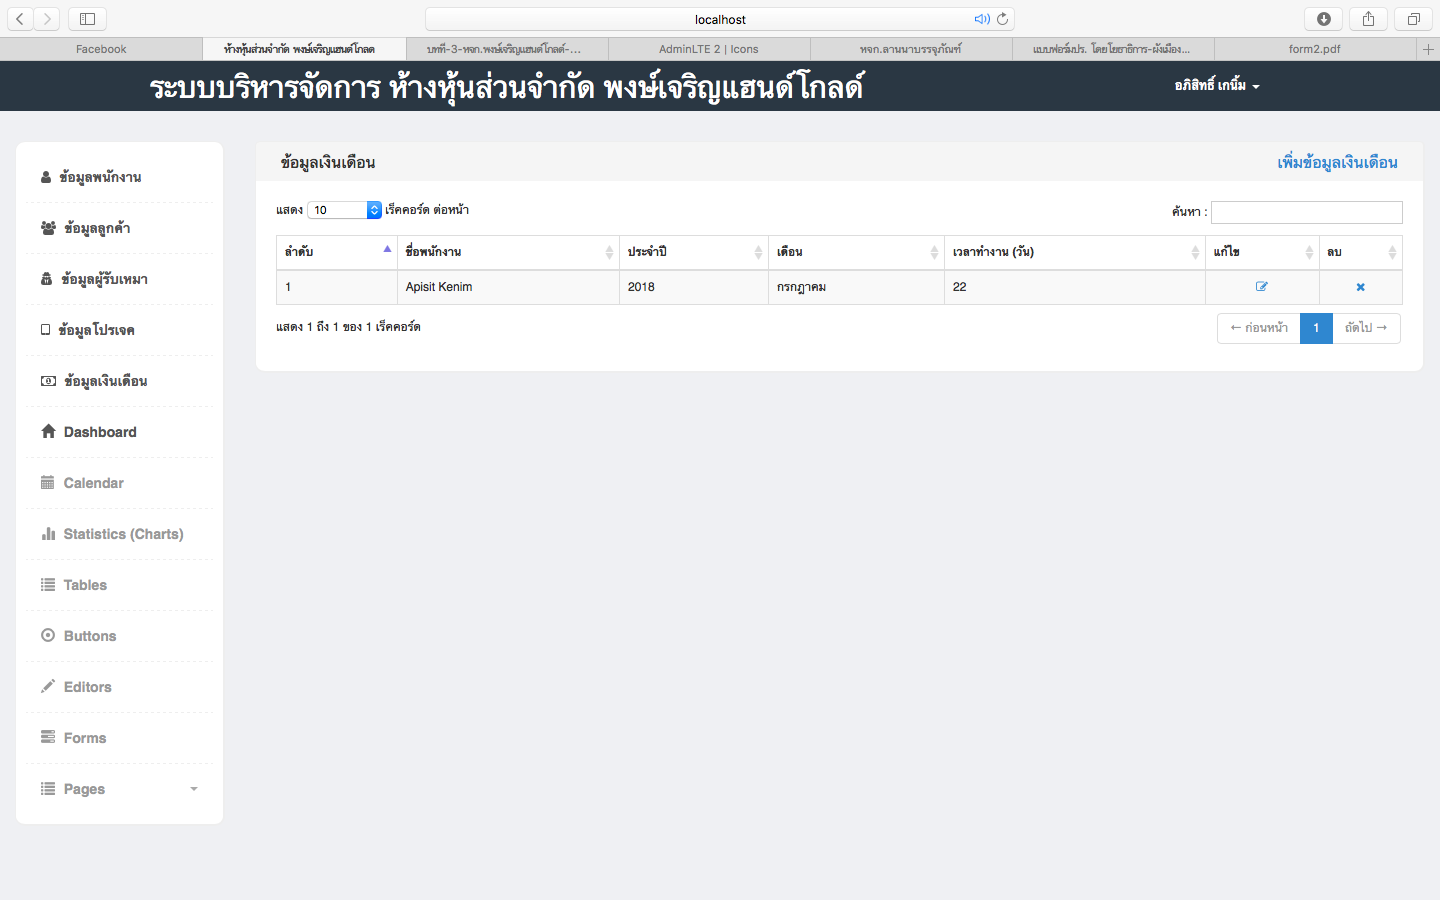 localhost
Facebook
ห้างหุ้นส่วนจำกัด พงษ์เจริญแฮนด์โกลด์
บทที่-3-หจก.พงษ์เจริญแฮนด์โกลด์-...
AdminLTE 2 | Icons
หจก.ลานนาบรรจุภัณฑ์
แบบฟอร์มปร. โดยโยธาธิการ-ผังเมือง...
form2.pdf
ระบบบริหารจัดการ ห้างหุ้นส่วนจำกัด พงษ์เจริญแฮนด์โกลด์
อภิสิทธิ์ เกนิ้ม
ข้อมูลพนักงาน
ข้อมูลลูกค้า
ข้อมูลผู้รับเหมา
ข้อมูลโปรเจค
ข้อมูลเงินเดือน
Dashboard
Calendar
Statistics (Charts)
Tables
Buttons
Editors
Forms
Pages
ข้อมูลเงินเดือน
เพิ่มข้อมูลเงินเดือน
แสดง 10 เร็คคอร์ด ต่อหน้า
ค้นหา :
ลำดับ ชื่อพนักงาน ประจำปี เดือน เวลาทำงาน (วัน) แก้ไข ลบ
1 Apisit Kenim 2018 กรกฎาคม 22
แสดง 1 ถึง 1 ของ 1 เร็คคอร์ด
← ก่อนหน้า 1 ถัดไป →